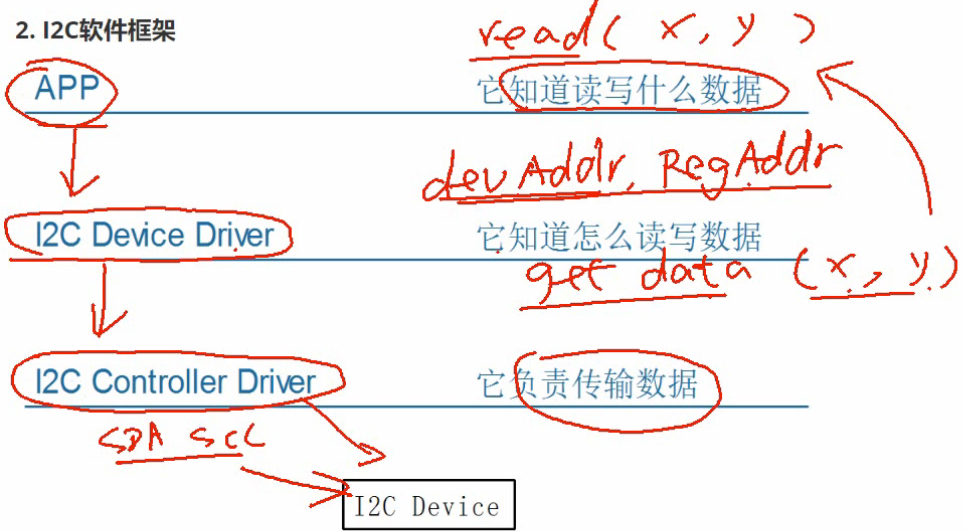 2. I2C软件框架
read( x, y )
APP
它知道读写什么数据
devAddr, RegAddr
I2C Device Driver
它知道怎么读写数据
get data (x, y)
I2C Controller Driver
它负责传输数据
SDA SCL
I2C Device